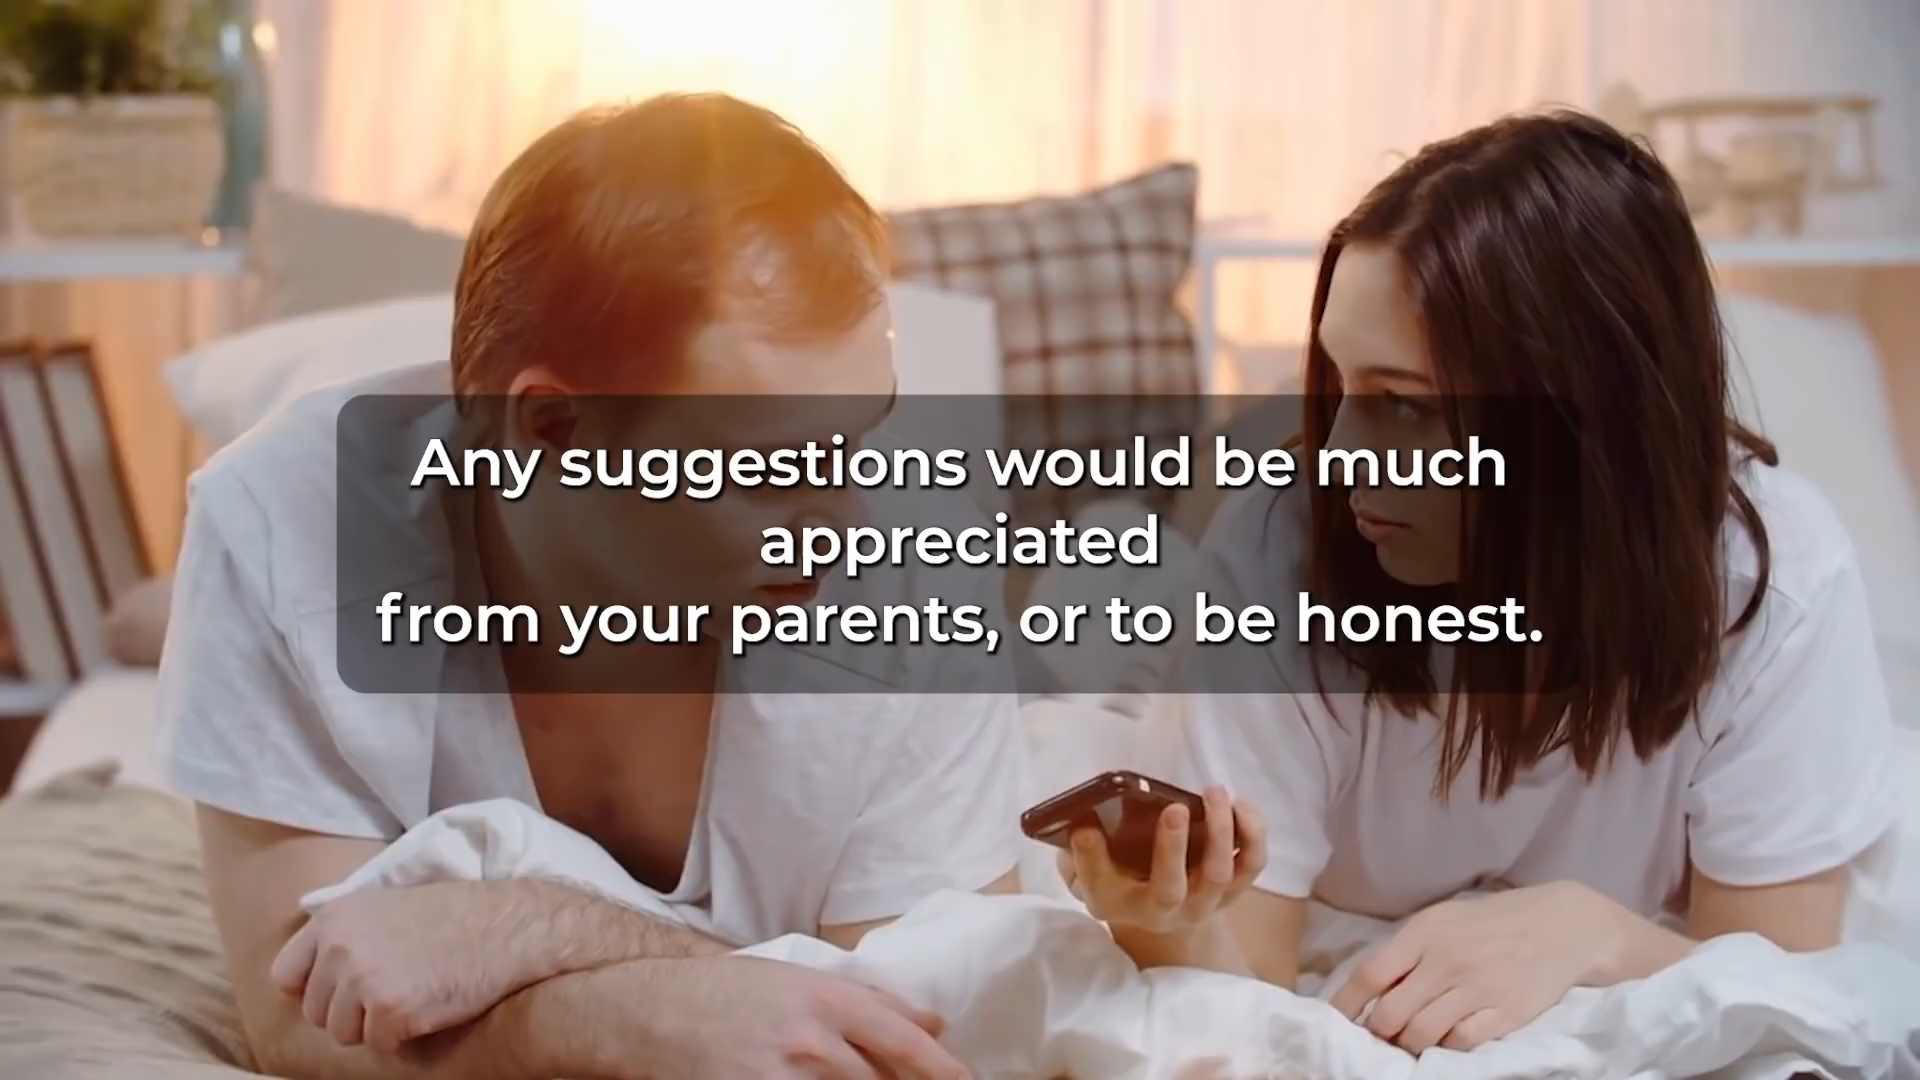 Any suggestions would be much
appreciated
from your parents, or to be honest.